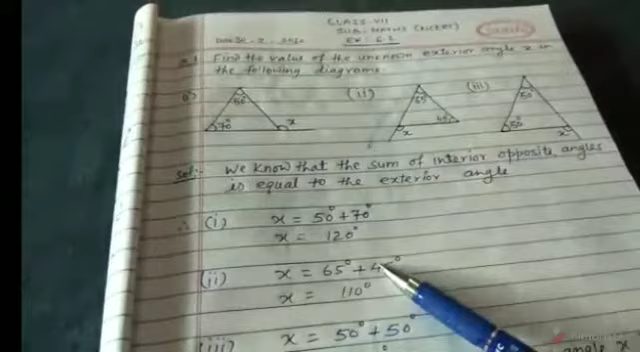 CLASS-VII
SUB-MATHS (NCERT)
EX: 6.2
Q.1 Find the value of the unknown exterior angle x in
the following diagrams
(i) 50° 70° x
(ii) 65° 45° x
(iii) 50° 50° x
Sol:- We know that the sum of interior opposite angles
is equal to the exterior angle
∴ (i) x = 50° + 70°
x = 120°
(ii) x = 65° + 45°
x = 110°
(iii) x = 50° + 50°
angle x